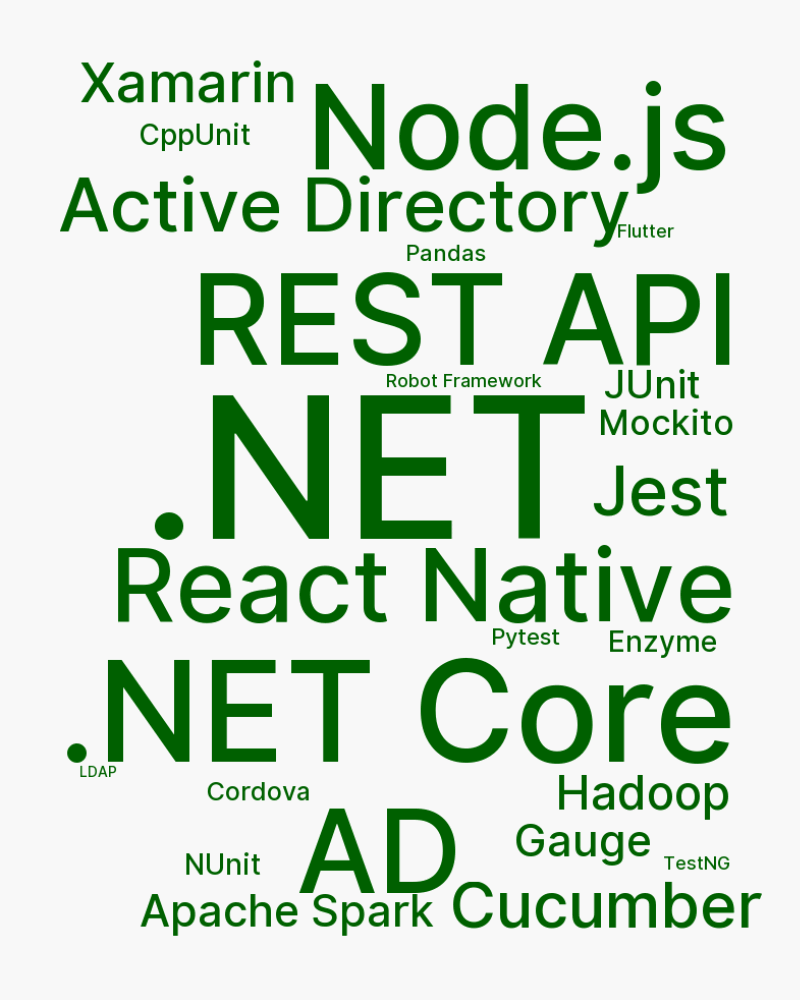 Xamarin
Node.js
CppUnit
Active Directory
Flutter
Pandas
REST API
Robot Framework
JUnit
.NET
Mockito
Jest
React Native
Pytest
Enzyme
.NET Core
LDAP
Cordova
Hadoop
AD
Gauge
NUnit
TestNG
Apache Spark
Cucumber